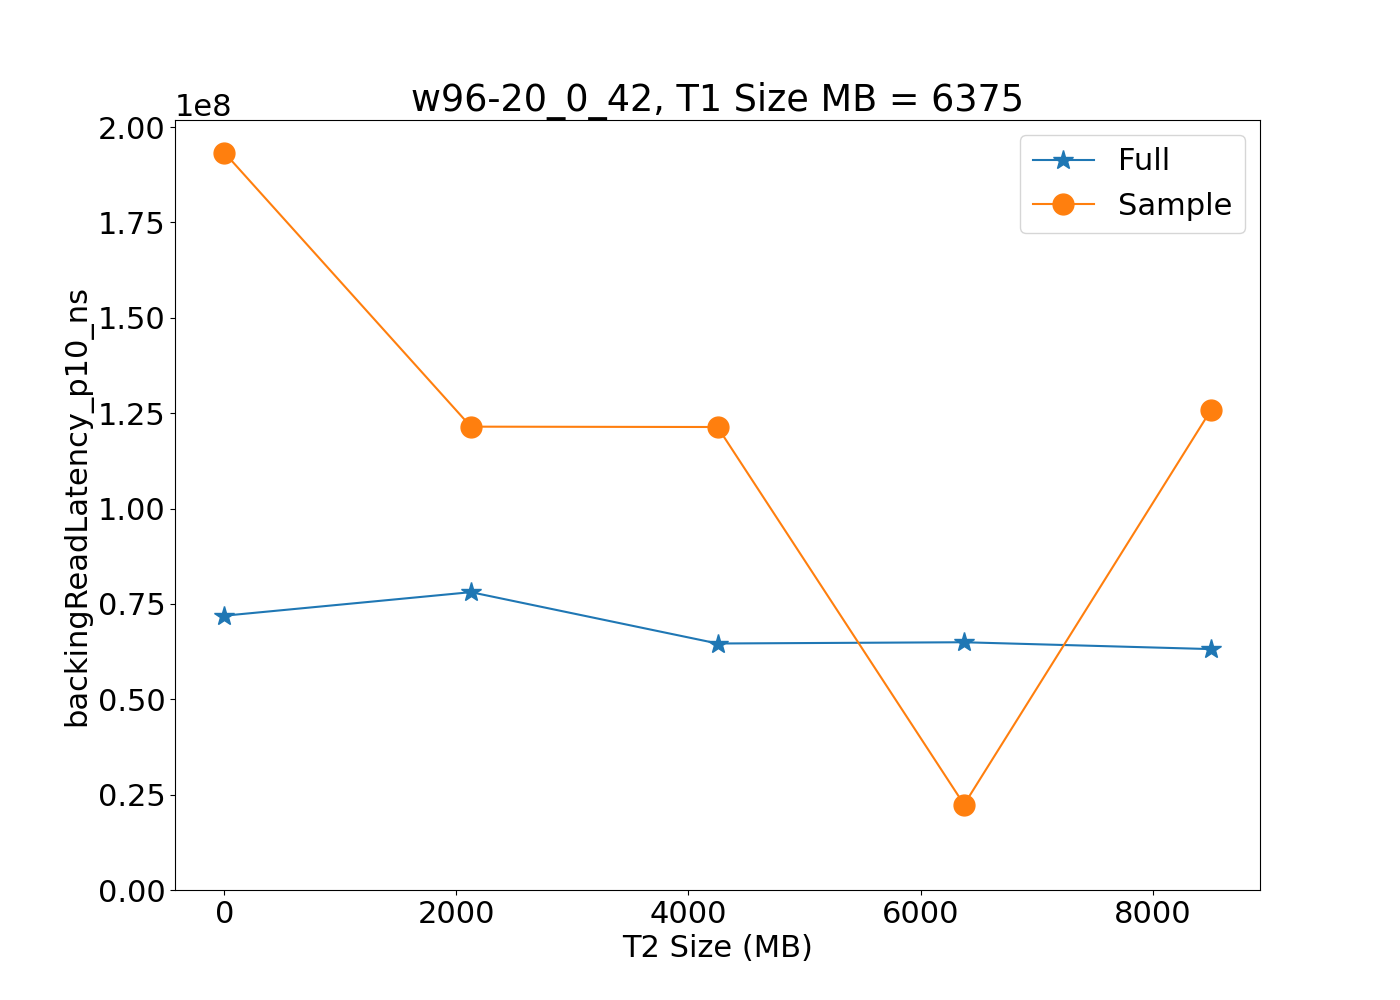 w96-20_0_42, T1 Size MB = 6375
1e8
2.00
1.75
1.50
1.25
1.00
0.75
0.50
0.25
0.00
backingReadLatency_p10_ns
Full
Sample
0 2000 4000 6000 8000
T2 Size (MB)